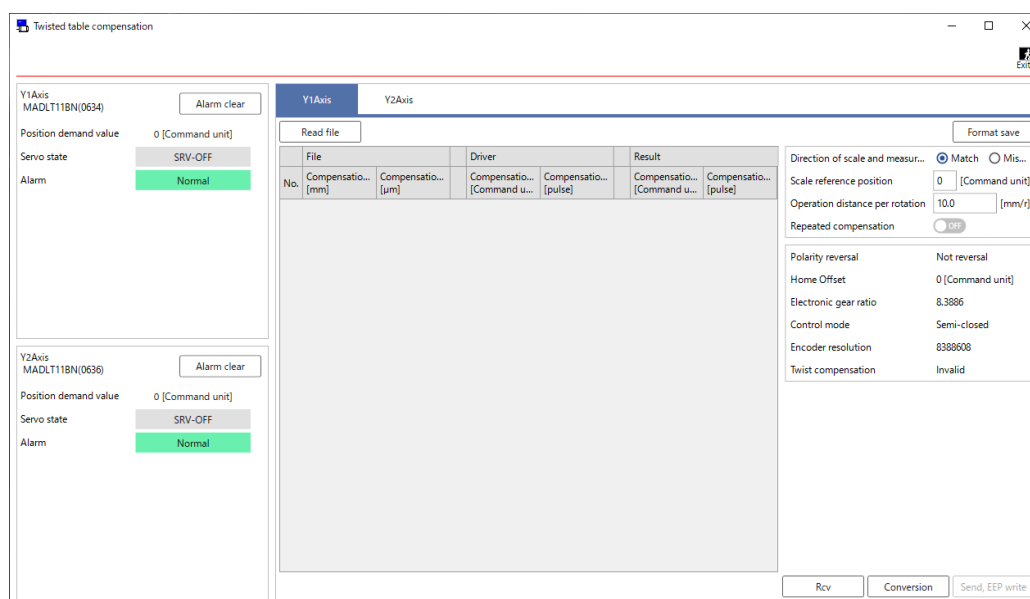 Twisted table compensation
Exit
Y1Axis
MADLT11BN(0634)
Alarm clear
Position demand value 0 [Command unit]
Servo state SRV-OFF
Alarm Normal
Y2Axis
MADLT11BN(0636)
Alarm clear
Position demand value 0 [Command unit]
Servo state SRV-OFF
Alarm Normal
Y1Axis Y2Axis
Read file Format save
File Driver Result
No. Compensatio... [mm] Compensatio... [μm] Compensatio... [Command u... Compensatio... [pulse] Compensatio... [Command u... Compensatio... [pulse]
Direction of scale and measur... Match Mis...
Scale reference position 0 [Command unit]
Operation distance per rotation 10.0 [mm/r]
Repeated compensation OFF
Polarity reversal Not reversal
Home Offset 0 [Command unit]
Electronic gear ratio 8.3886
Control mode Semi-closed
Encoder resolution 8388608
Twist compensation Invalid
Rcv Conversion Send, EEP write